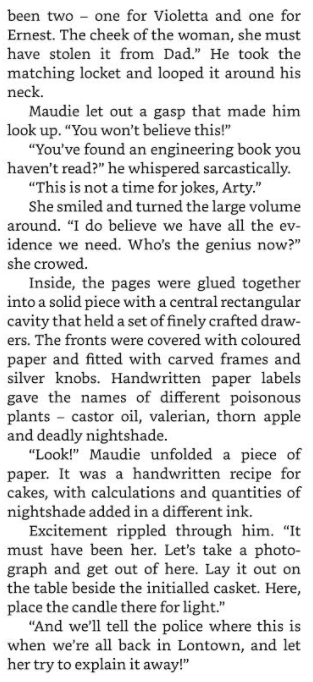 been two – one for Violetta and one for
Ernest. The cheek of the woman, she must
have stolen it from Dad.” He took the
matching locket and looped it around his
neck.
Maudie let out a gasp that made him
look up. “You won’t believe this!”
“You’ve found an engineering book you
haven’t read?” he whispered sarcastically.
“This is not a time for jokes, Arty.”
She smiled and turned the large volume
around. “I do believe we have all the ev-
idence we need. Who’s the genius now?”
she crowed.
Inside, the pages were glued together
into a solid piece with a central rectangular
cavity that held a set of finely crafted draw-
ers. The fronts were covered with coloured
paper and fitted with carved frames and
silver knobs. Handwritten paper labels
gave the names of different poisonous
plants – castor oil, valerian, thorn apple
and deadly nightshade.
“Look!” Maudie unfolded a piece of
paper. It was a handwritten recipe for
cakes, with calculations and quantities of
nightshade added in a different ink.
Excitement rippled through him. “It
must have been her. Let’s take a photo-
graph and get out of here. Lay it out on
the table beside the initialled casket. Here,
place the candle there for light.”
“And we’ll tell the police where this is
when we’re all back in Lontown, and let
her try to explain it away!”